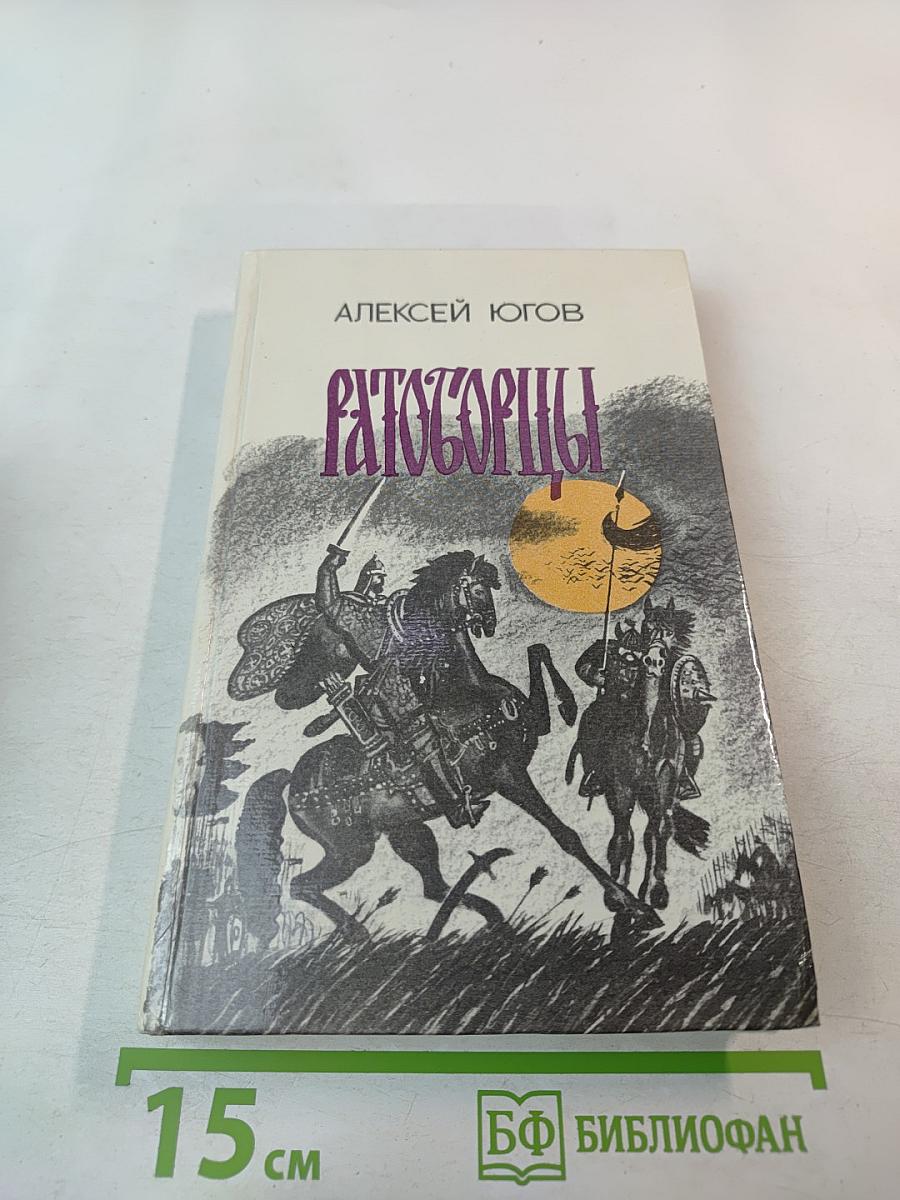 АЛЕКСЕЙ ЮГОВ
РАТОБОРЦЫ
15 см
БФ БИБЛИОФАН